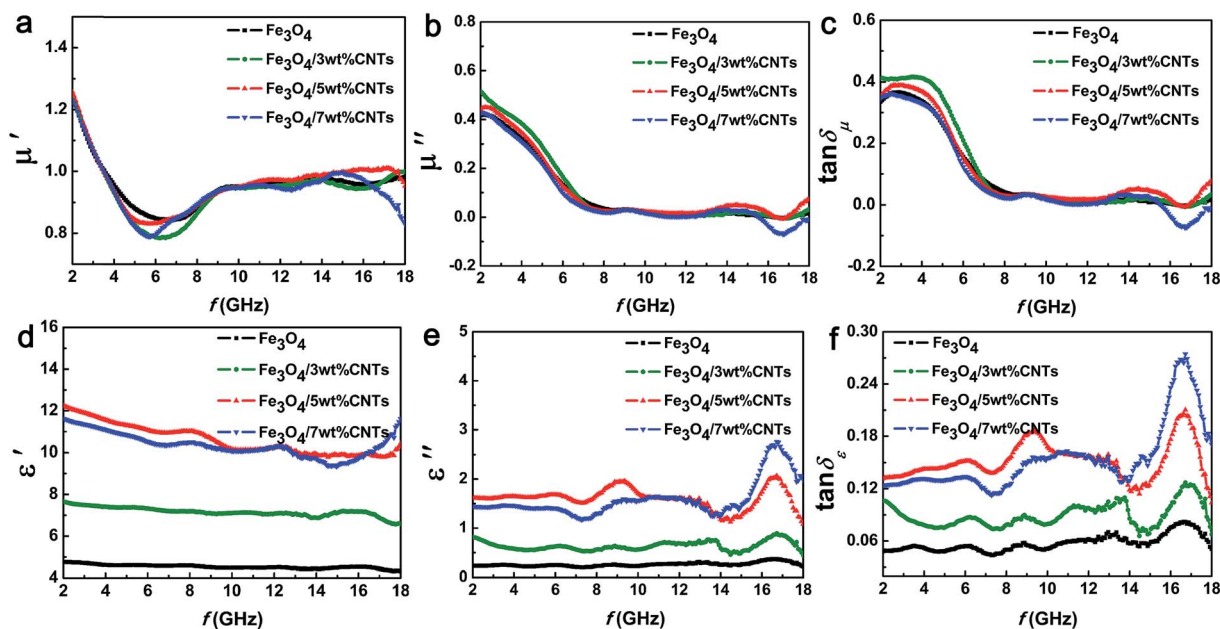 a
1.4
1.2
1.0
0.8
μ′
Fe3O4
Fe3O4/3wt%CNTs
Fe3O4/5wt%CNTs
Fe3O4/7wt%CNTs
2 4 6 8 10 12 14 16 18
f (GHz)
b
0.8
0.6
0.4
0.2
0.0
-0.2
μ″
Fe3O4
Fe3O4/3wt%CNTs
Fe3O4/5wt%CNTs
Fe3O4/7wt%CNTs
2 4 6 8 10 12 14 16 18
f (GHz)
c
0.6
0.4
0.2
0.0
-0.2
tanδμ
Fe3O4
Fe3O4/3wt%CNTs
Fe3O4/5wt%CNTs
Fe3O4/7wt%CNTs
2 4 6 8 10 12 14 16 18
f (GHz)
d
16
14
12
10
8
6
4
ε′
Fe3O4
Fe3O4/3wt%CNTs
Fe3O4/5wt%CNTs
Fe3O4/7wt%CNTs
2 4 6 8 10 12 14 16 18
f (GHz)
e
5
4
3
2
1
0
ε″
Fe3O4
Fe3O4/3wt%CNTs
Fe3O4/5wt%CNTs
Fe3O4/7wt%CNTs
2 4 6 8 10 12 14 16 18
f (GHz)
f
0.30
0.24
0.18
0.12
0.06
tanδε
Fe3O4
Fe3O4/3wt%CNTs
Fe3O4/5wt%CNTs
Fe3O4/7wt%CNTs
2 4 6 8 10 12 14 16 18
f (GHz)